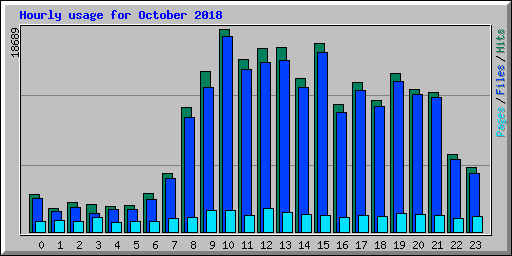 Hourly usage for October 2018
18689
Pages / Files / Hits
0 1 2 3 4 5 6 7 8 9 10 11 12 13 14 15 16 17 18 19 20 21 22 23